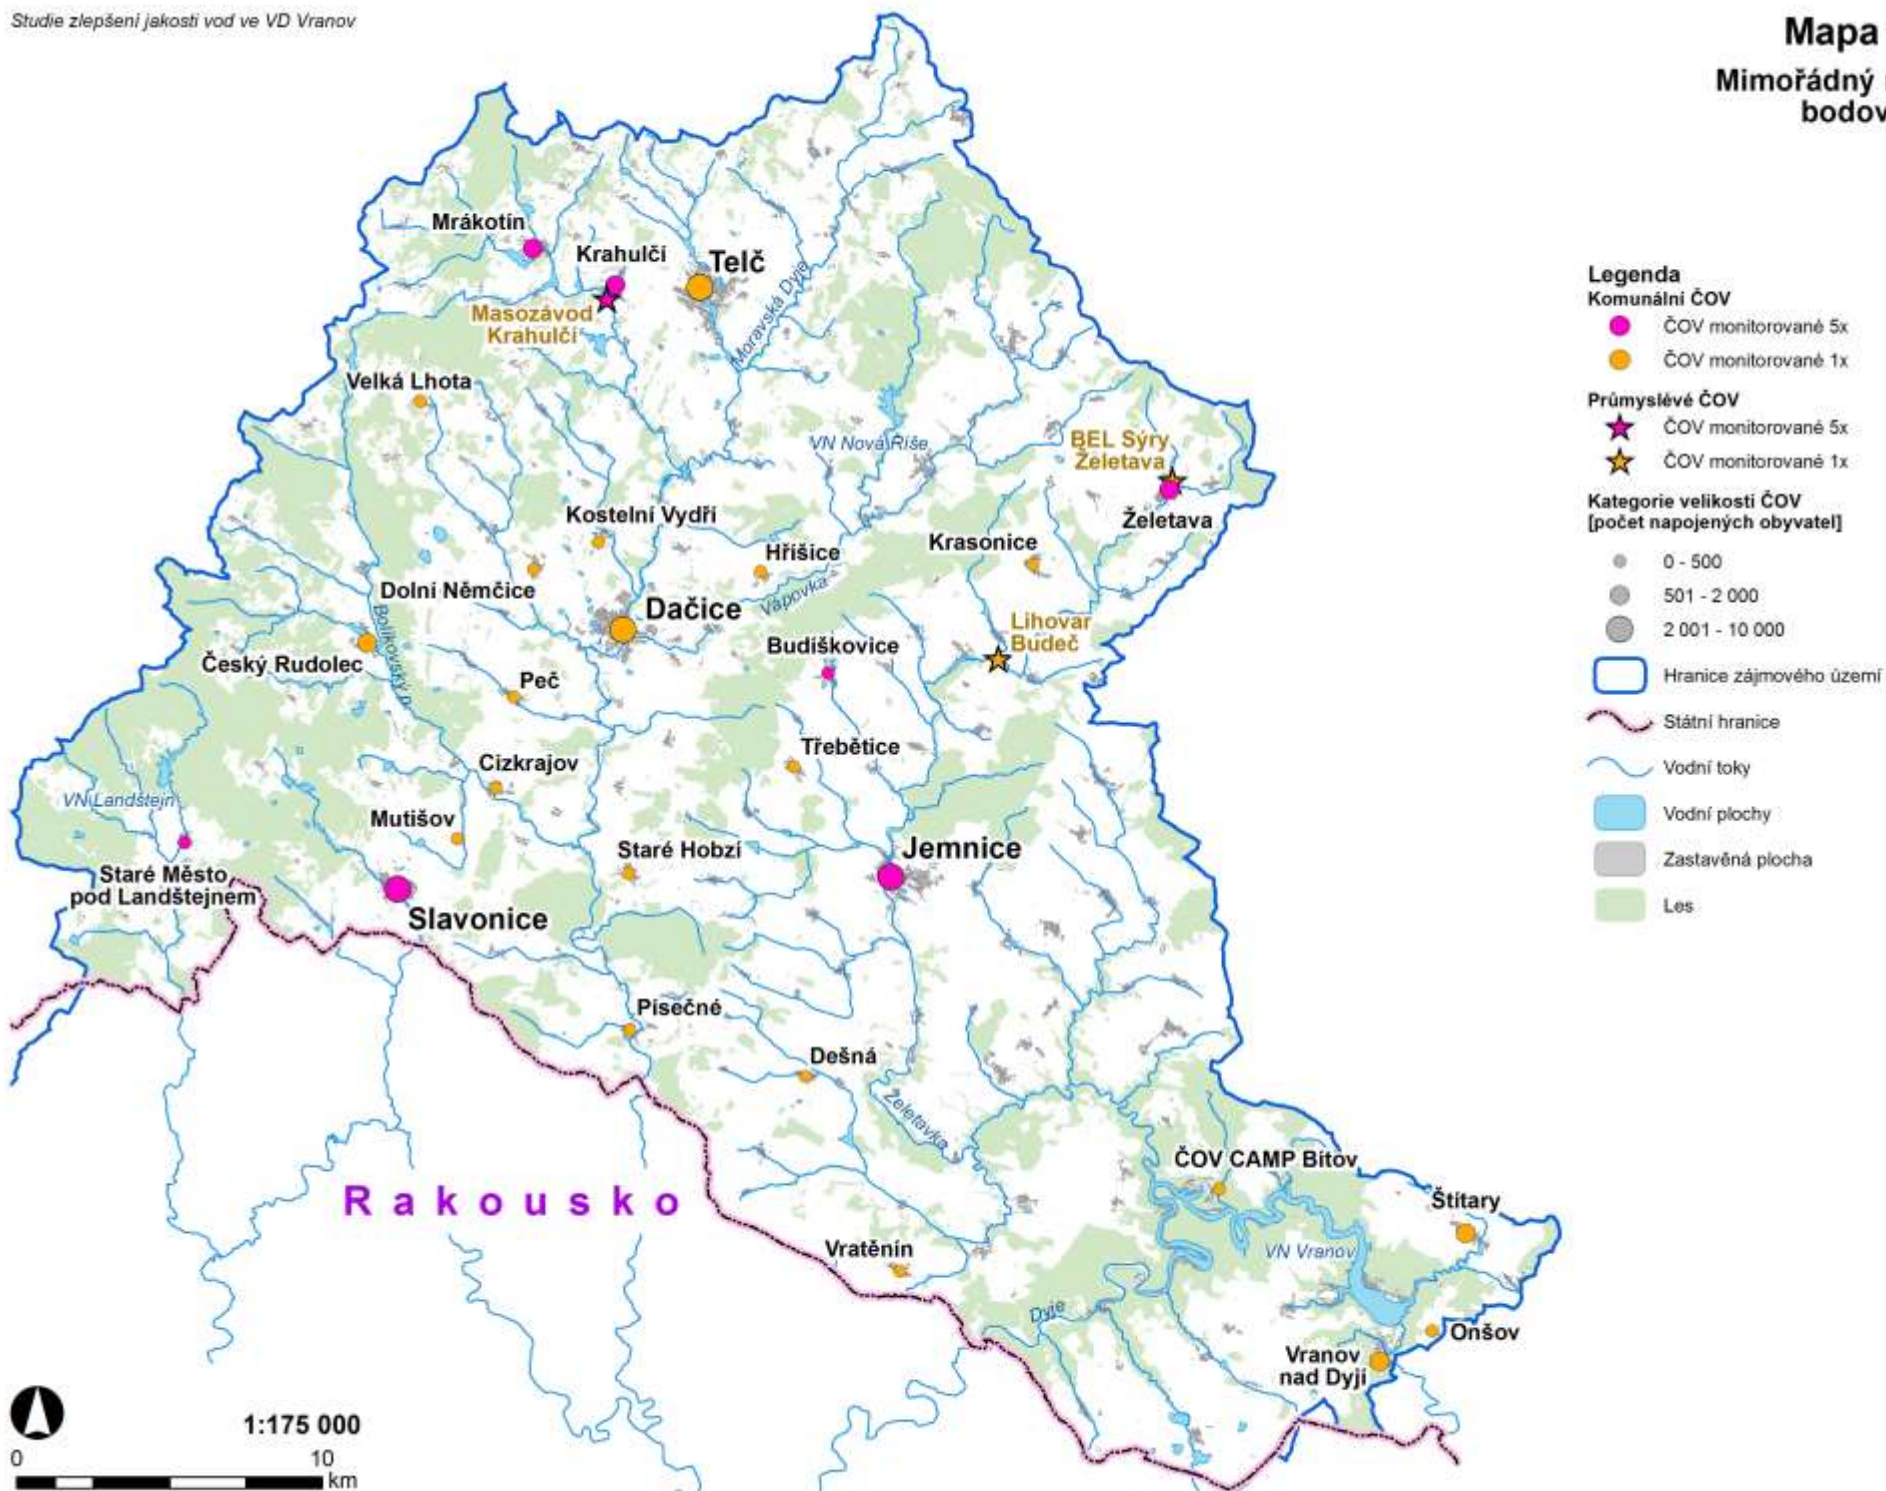 Studie zlepšení jakosti vod ve VD Vranov
Mapa
Mimořádný
bodov
Mrákotín
Krahulčí
Telč
Masozávod
Krahulčí
Moravská Dyje
Velká Lhota
VN Nová Říše
BEL Sýry
Želetava
Želetava
Kostelní Vydří
Hříšice
Krasonice
Dolní Němčice
Dačice
Vápovka
Bolíkovský p.
Lihovar
Budeč
Český Rudolec
Budíškovice
Peč
Třebětice
Cizkrajov
VN Landštejn
Mutišov
Staré Hobzí
Jemnice
Staré Město
pod Landštejnem
Slavonice
Písečné
Dešná
Želetavka
ČOV CAMP Bítov
Štítary
Rakousko
VN Vranov
Vratěnín
Dyje
Onšov
Vranov
nad Dyjí
1:175 000
0 10
km
Legenda
Komunální ČOV
ČOV monitorované 5x
ČOV monitorované 1x
Průmyslévé ČOV
ČOV monitorované 5x
ČOV monitorované 1x
Kategorie velikosti ČOV
[počet napojených obyvatel]
0 - 500
501 - 2 000
2 001 - 10 000
Hranice zájmového území
Státní hranice
Vodní toky
Vodní plochy
Zastavěná plocha
Les